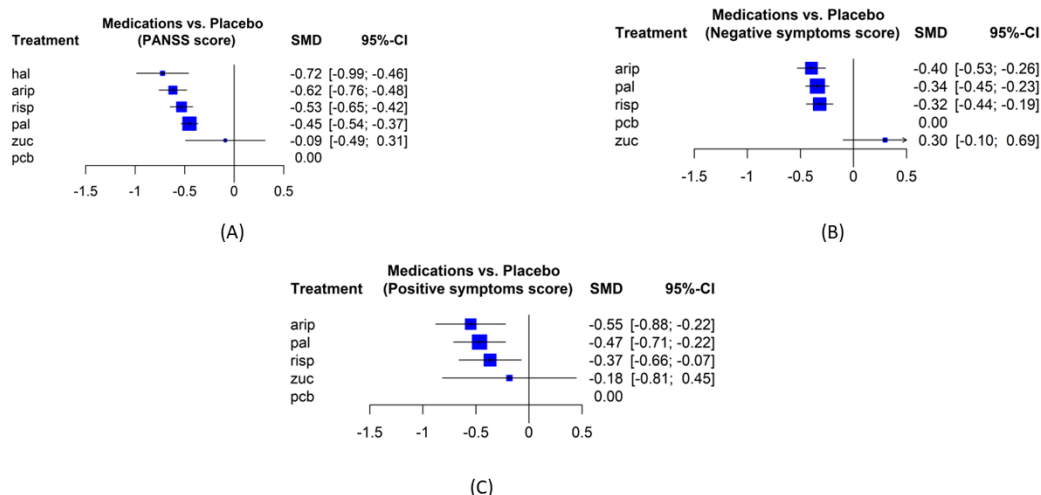 Medications vs. Placebo
Treatment (PANSS score) SMD 95%-CI
hal -0.72 [-0.99; -0.46]
arip -0.62 [-0.76; -0.48]
risp -0.53 [-0.65; -0.42]
pal -0.45 [-0.54; -0.37]
zuc -0.09 [-0.49; 0.31]
pcb 0.00
-1.5 -1 -0.5 0 0.5
(A)
Medications vs. Placebo
Treatment (Negative symptoms score) SMD 95%-CI
arip -0.40 [-0.53; -0.26]
pal -0.34 [-0.45; -0.23]
risp -0.32 [-0.44; -0.19]
pcb 0.00
zuc 0.30 [-0.10; 0.69]
-1.5 -1 -0.5 0 0.5
(B)
Medications vs. Placebo
Treatment (Positive symptoms score) SMD 95%-CI
arip -0.55 [-0.88; -0.22]
pal -0.47 [-0.71; -0.22]
risp -0.37 [-0.66; -0.07]
zuc -0.18 [-0.81; 0.45]
pcb 0.00
-1.5 -1 -0.5 0 0.5
(C)